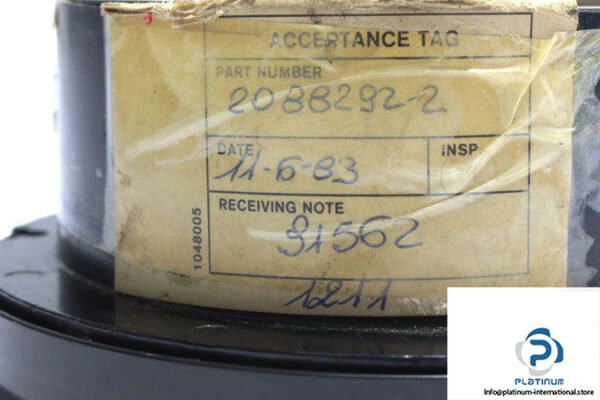 ACCEPTANCE TAG
PART NUMBER
2088292-2
DATE
INSP
11-6-83
RECEIVING NOTE
91562
1211
1048005
PLATINUM
Info@platinum-international.store